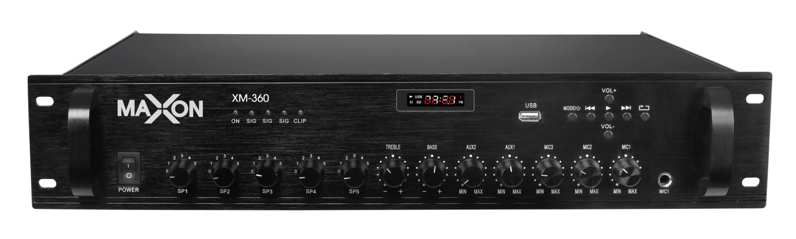 MAXON
XM-360
ON SIG SIG SIG CLIP
USB
VOL+
MODE/
VOL-
POWER
SP1 SP2 SP3 SP4 SP5
TREBLE BASS AUX2 AUX1 MIC3 MIC2 MIC1
- +
MIN MAX MIN MAX MIN MAX MIN MAX MIN MAX
MIC1